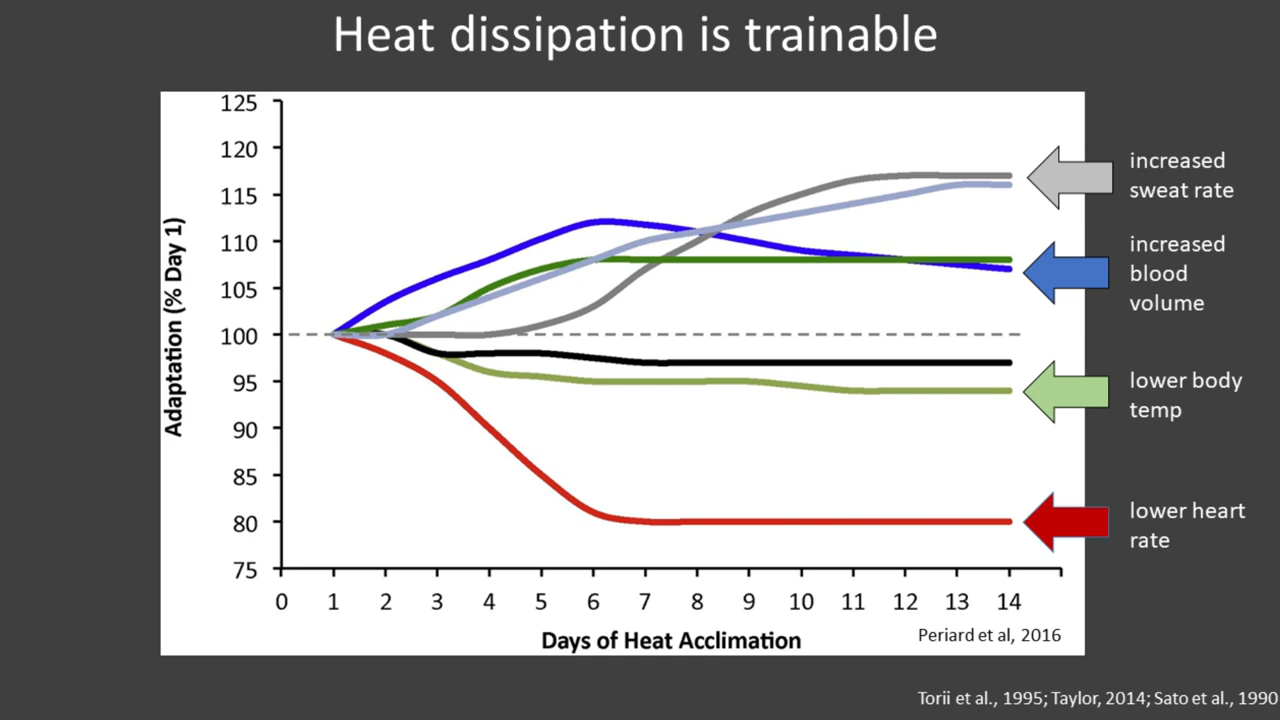 Heat dissipation is trainable
125
120
115
110
105
100
95
90
85
80
75
Adaptation (% Day 1)
0 1 2 3 4 5 6 7 8 9 10 11 12 13 14
Days of Heat Acclimation
Periard et al, 2016
increased
sweat rate
increased
blood
volume
lower body
temp
lower heart
rate
Torii et al., 1995; Taylor, 2014; Sato et al., 1990